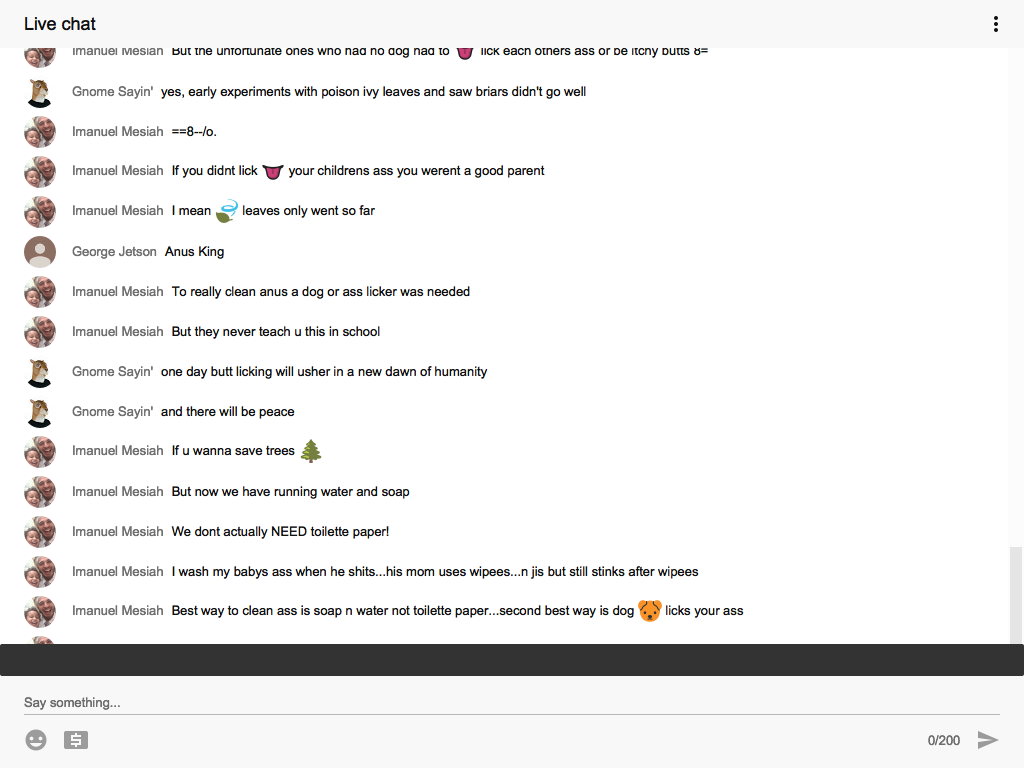 Live chat
Imanuel Mesiah But the unfortunate ones who had no dog had to 👅 lick each others ass or be itchy butts 8=
Gnome Sayin' yes, early experiments with poison ivy leaves and saw briars didn't go well
Imanuel Mesiah ==8--/o.
Imanuel Mesiah If you didnt lick 👅 your childrens ass you werent a good parent
Imanuel Mesiah I mean 🍃 leaves only went so far
George Jetson Anus King
Imanuel Mesiah To really clean anus a dog or ass licker was needed
Imanuel Mesiah But they never teach u this in school
Gnome Sayin' one day butt licking will usher in a new dawn of humanity
Gnome Sayin' and there will be peace
Imanuel Mesiah If u wanna save trees 🌲
Imanuel Mesiah But now we have running water and soap
Imanuel Mesiah We dont actually NEED toilette paper!
Imanuel Mesiah I wash my babys ass when he shits...his mom uses wipees...n jis but still stinks after wipees
Imanuel Mesiah Best way to clean ass is soap n water not toilette paper...second best way is dog 🐶 licks your ass
Say something...
0/200